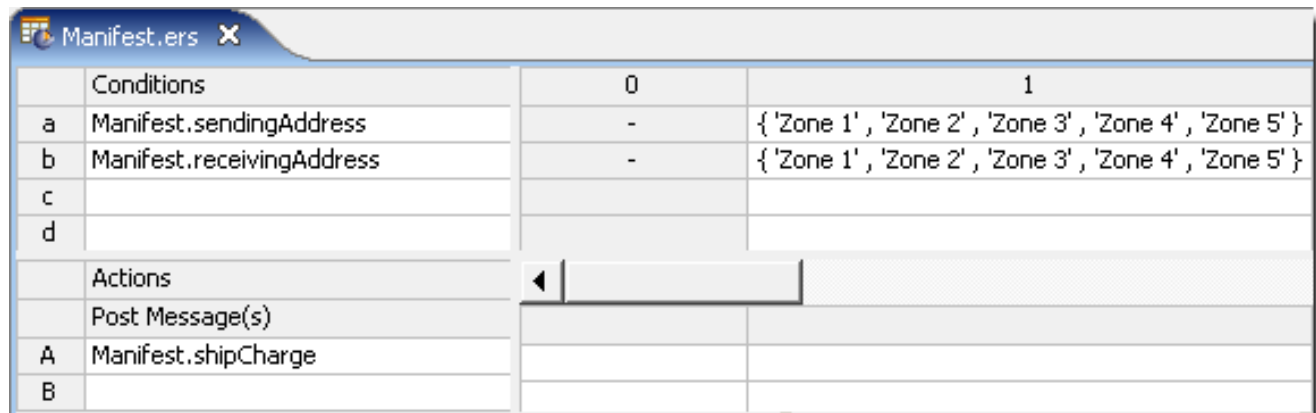 Manifest.ers
Conditions 0 1
a Manifest.sendingAddress - { 'Zone 1' , 'Zone 2' , 'Zone 3' , 'Zone 4' , 'Zone 5' }
b Manifest.receivingAddress - { 'Zone 1' , 'Zone 2' , 'Zone 3' , 'Zone 4' , 'Zone 5' }
c
d
Actions
Post Message(s)
A Manifest.shipCharge
B